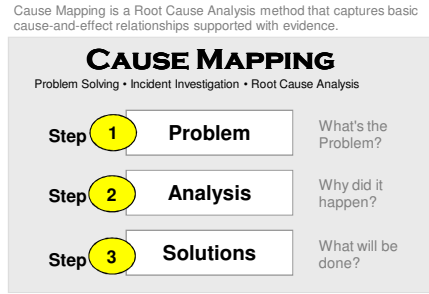 Cause Mapping is a Root Cause Analysis method that captures basic
cause-and-effect relationships supported with evidence.
CAUSE MAPPING
Problem Solving • Incident Investigation • Root Cause Analysis
Step 1 Problem What's the
Problem?
Step 2 Analysis Why did it
happen?
Step 3 Solutions What will be
done?